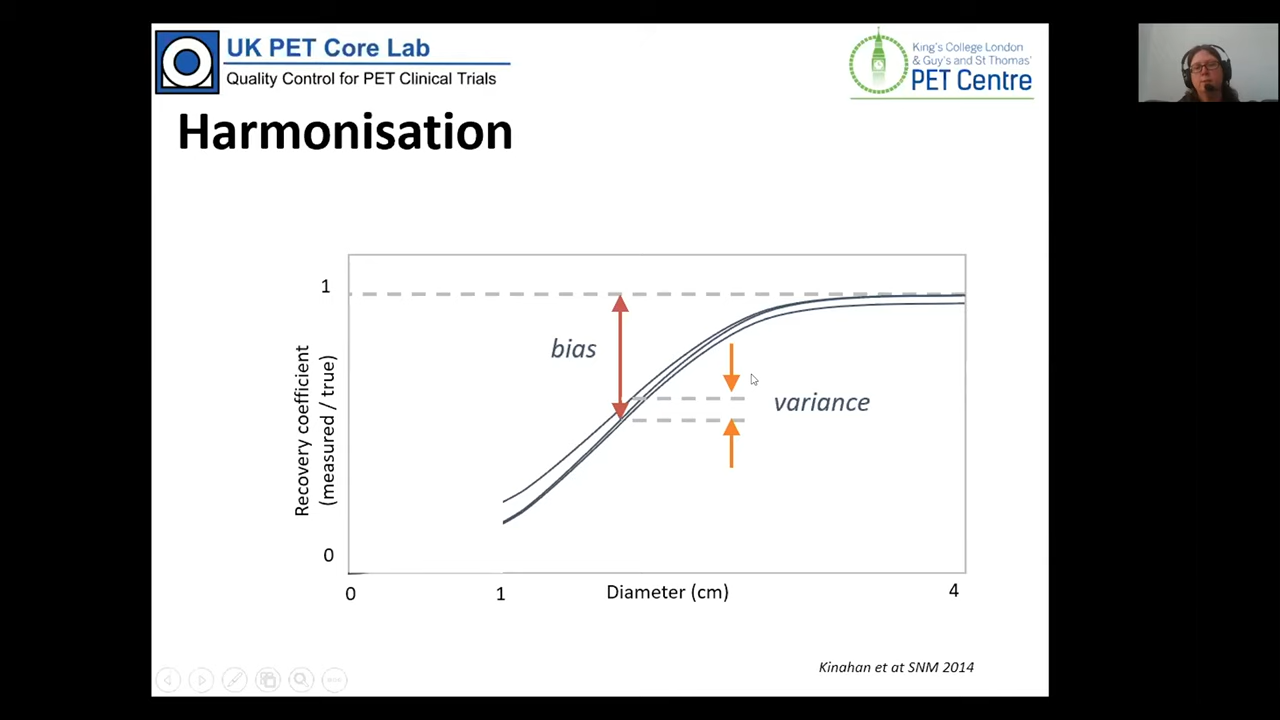 UK PET Core Lab
Quality Control for PET Clinical Trials
King's College London
& Guy's and St Thomas'
PET Centre
Harmonisation
1
bias
variance
Recovery coefficient
(measured / true)
0
0
1
Diameter (cm)
4
Kinahan et at SNM 2014